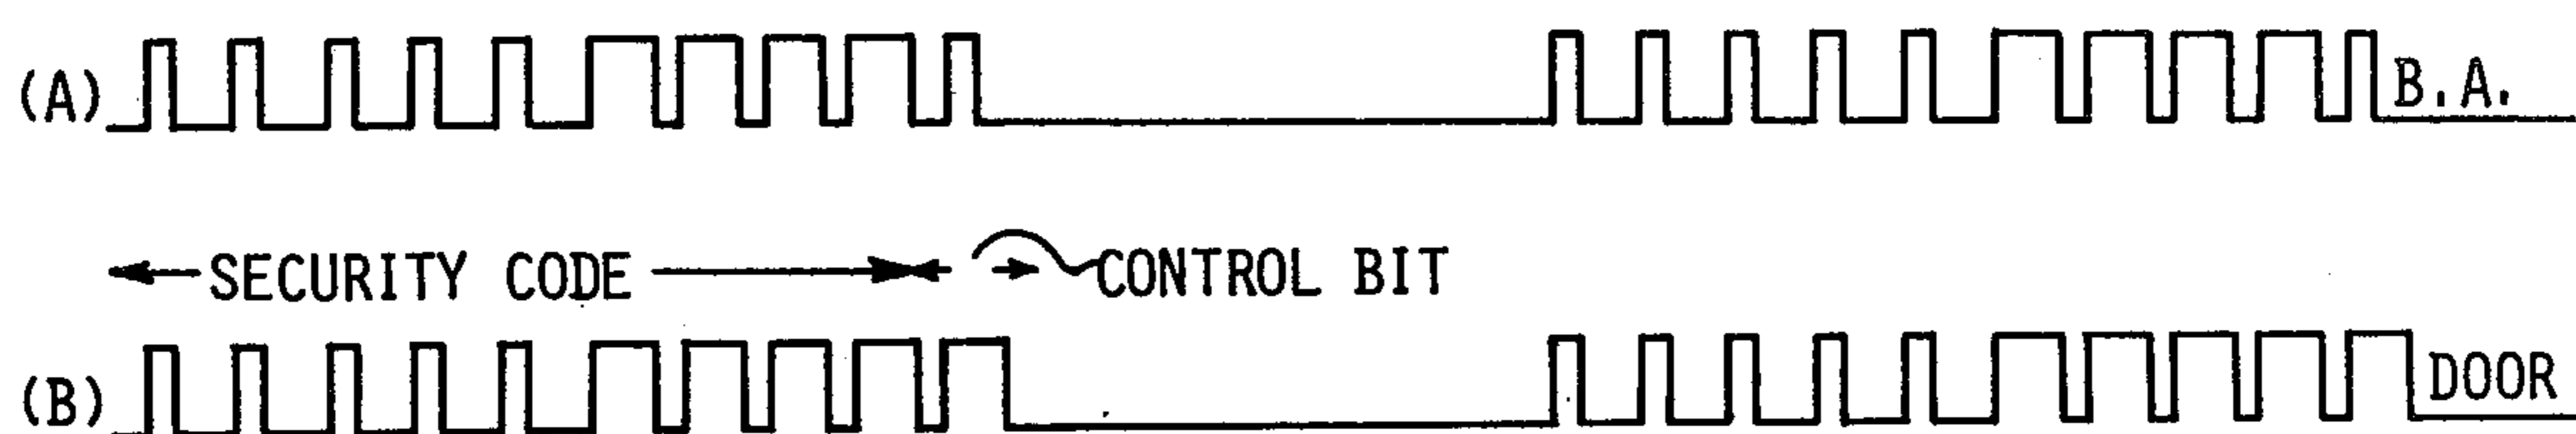 (A) B.A.
SECURITY CODE CONTROL BIT
(B) DOOR